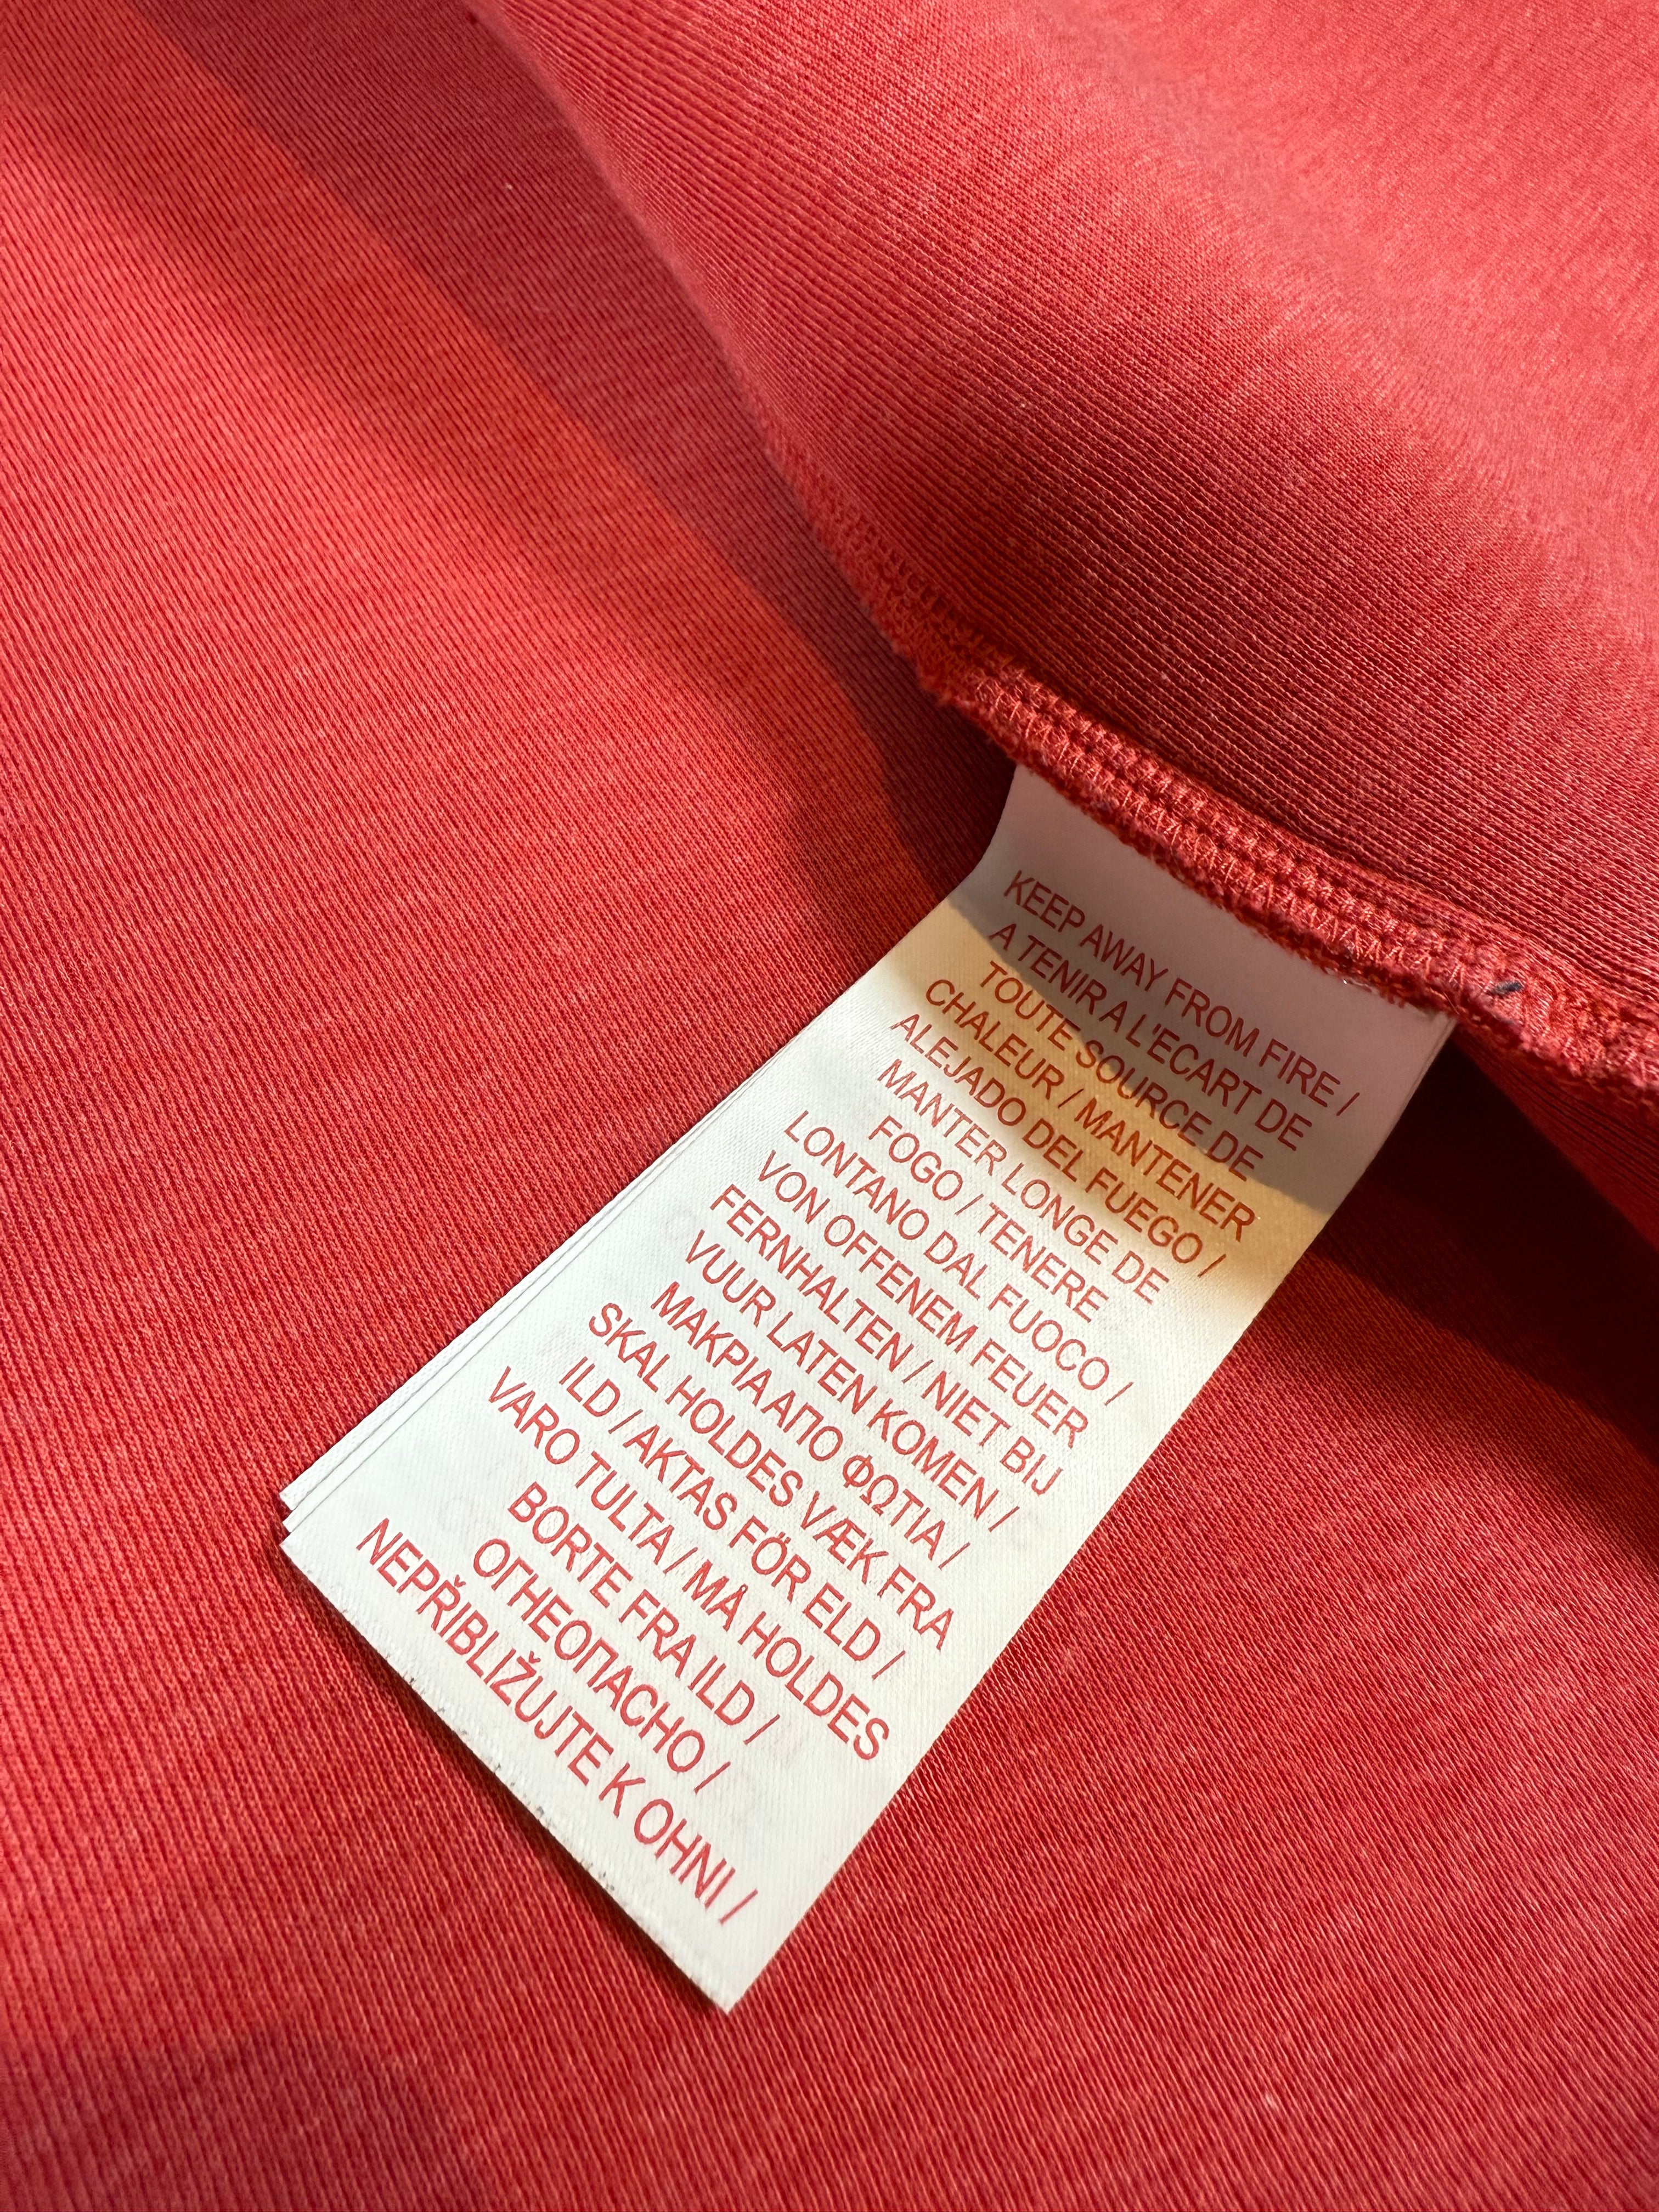 KEEP AWAY FROM FIRE /
A TENIR A L'ECART DE
TOUTE SOURCE DE
CHALEUR / MANTENER
ALEJADO DEL FUEGO /
MANTER LONGE DE
FOGO / TENERE
LONTANO DAL FUOCO /
VON OFFENEM FEUER
FERNHALTEN / NIET BIJ
VUUR LATEN KOMEN /
ΜΑΚΡΙΑ ΑΠΟ ΦΩΤΙΑ /
SKAL HOLDES VÆK FRA
ILD / AKTAS FÖR ELD /
VARO TULTA / MÅ HOLDES
BORTE FRA ILD /
ОГНЕОПАСНО /
NEPŘIBLIŽUJTE K OHNI /